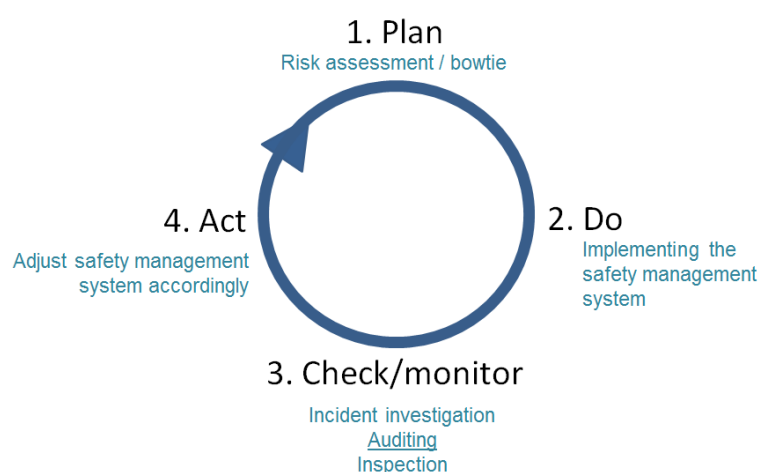 1. Plan
Risk assessment / bowtie
2. Do
Implementing the
safety management
system
3. Check/monitor
Incident investigation
Auditing
Inspection
4. Act
Adjust safety management
system accordingly